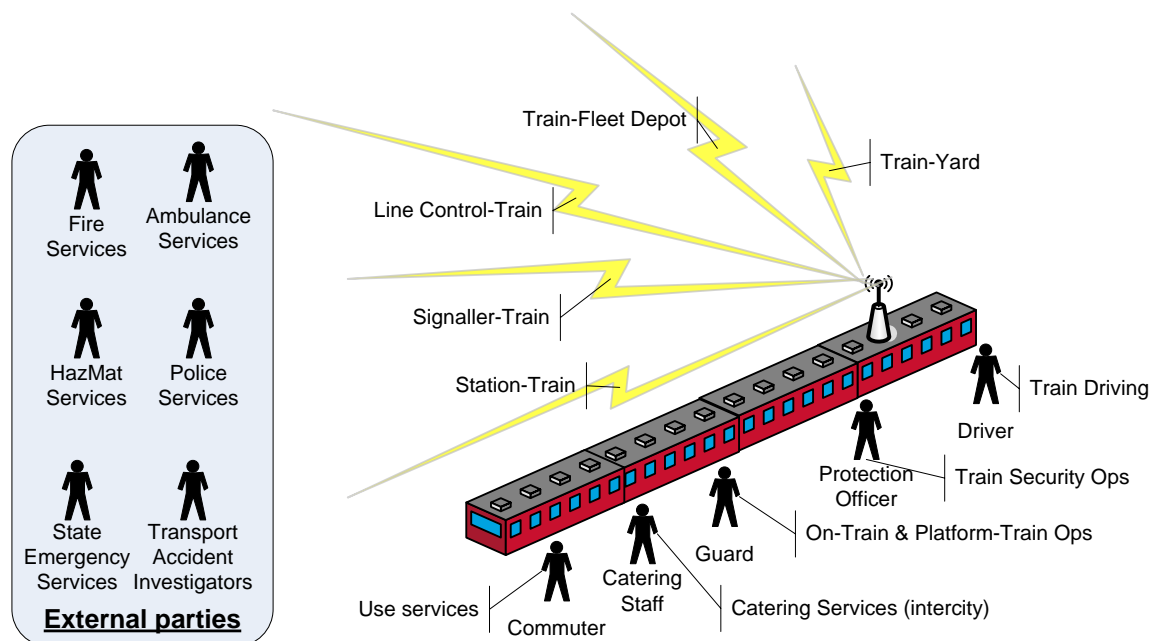 Fire
Services
Ambulance
Services
HazMat
Services
Police
Services
State
Emergency
Services
Transport
Accident
Investigators
External parties
Train-Fleet Depot
Train-Yard
Line Control-Train
Signaller-Train
Station-Train
Train Driving
Driver
Protection
Officer
Train Security Ops
Guard
On-Train & Platform-Train Ops
Catering
Staff
Catering Services (intercity)
Use services
Commuter